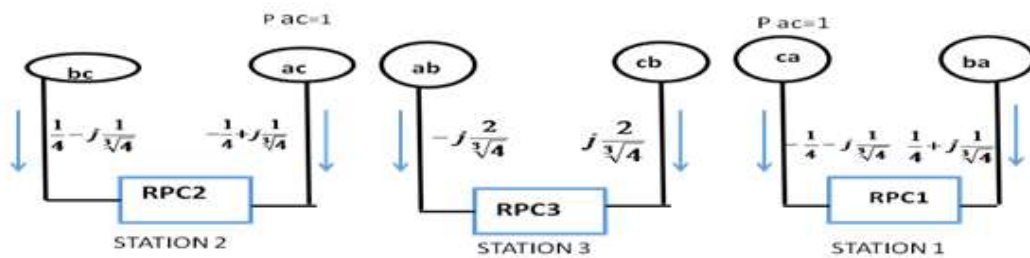 P ac=1
bc
ac
1/4 − j 1/∛4
-1/4 + j 1/∛4
RPC2
STATION 2
ab
cb
− j 2/∛4
j 2/∛4
RPC3
STATION 3
P ac=1
ca
ba
-1/4 − j 1/∛4
1/4 + j 1/∛4
RPC1
STATION 1